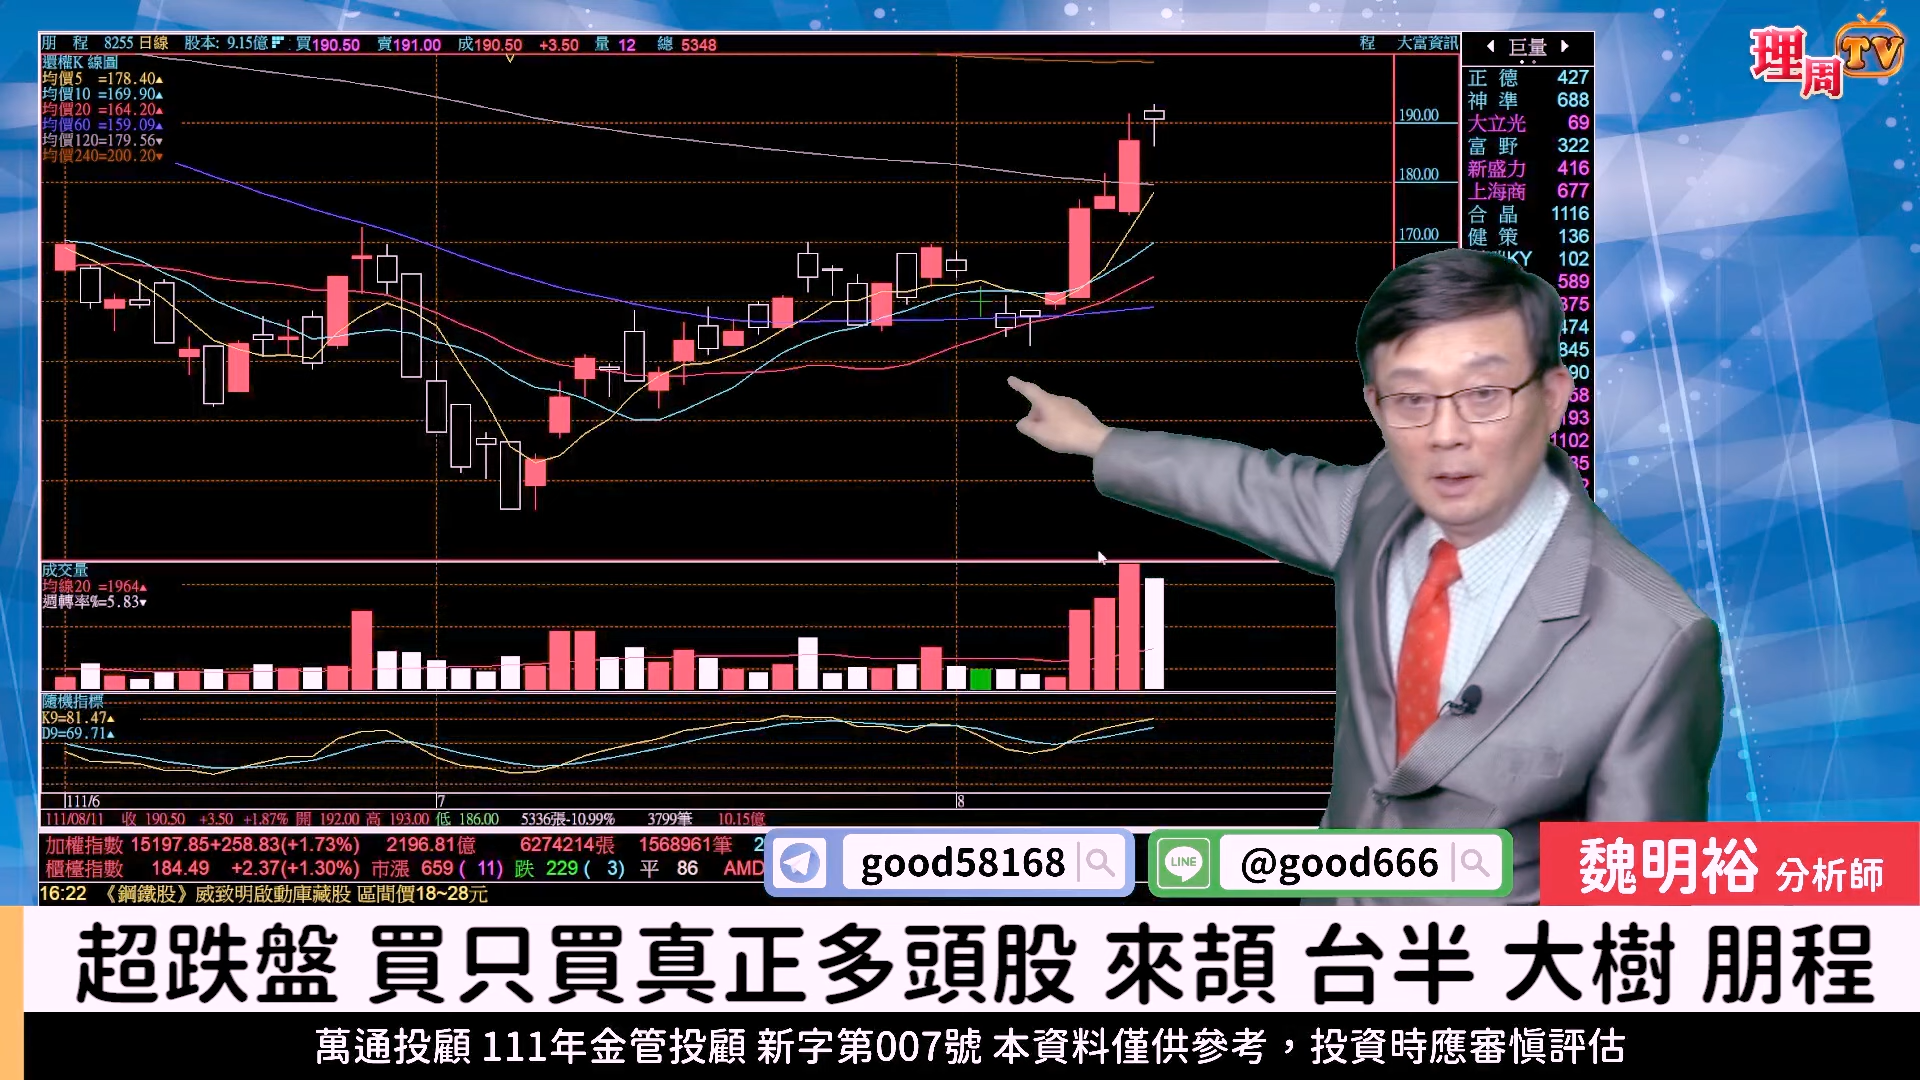 朋 程 8255 日線 股本: 9.15億 買190.50 賣191.00 成190.50 +3.50 量 12 總 5348 程 大富資訊
還權K 線圖
均價5 =178.40▲
均價10 =169.90▲
均價20 =164.20▲
均價60 =159.09▲
均價120=179.56▼
均價240=200.20▼
190.00
180.00
170.00
巨量
正 德 427
神 準 688
大立光 69
富 野 322
新盛力 416
上海商 677
合 晶 1116
健 策 136
KY 102
589
375
474
845
90
58
193
1102
35
理周TV
成交量
均線20 =1964▲
週轉率%=5.83▼
隨機指標
K9=81.47▲
D9=69.71▲
111/6 7 8
111/08/11 收 190.50 +3.50 +1.87% 開 192.00 高 193.00 低 186.00 5336張-10.99% 3799筆 10.15億
加權指數 15197.85+258.83(+1.73%) 2196.81億 6274214張 1568961筆 2
櫃檯指數 184.49 +2.37(+1.30%) 市漲 659 ( 11) 跌 229 ( 3) 平 86 AMD
16:22 《鋼鐵股》威致明啟動庫藏股 區間價18~28元
good58168
LINE @good666
魏明裕 分析師
超跌盤 買只買真正多頭股 來頡 台半 大樹 朋程
萬通投顧 111年金管投顧 新字第007號 本資料僅供參考，投資時應審慎評估